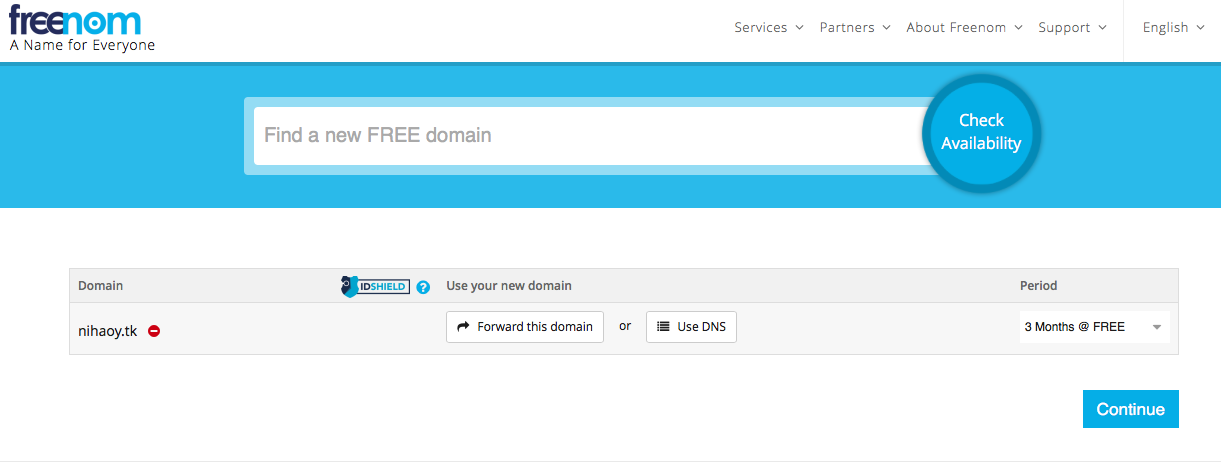 freenom
A Name for Everyone
Services Partners About Freenom Support English
Find a new FREE domain
Check
Availability
Domain IDSHIELD ? Use your new domain Period
nihaoy.tk Forward this domain or Use DNS 3 Months @ FREE
Continue